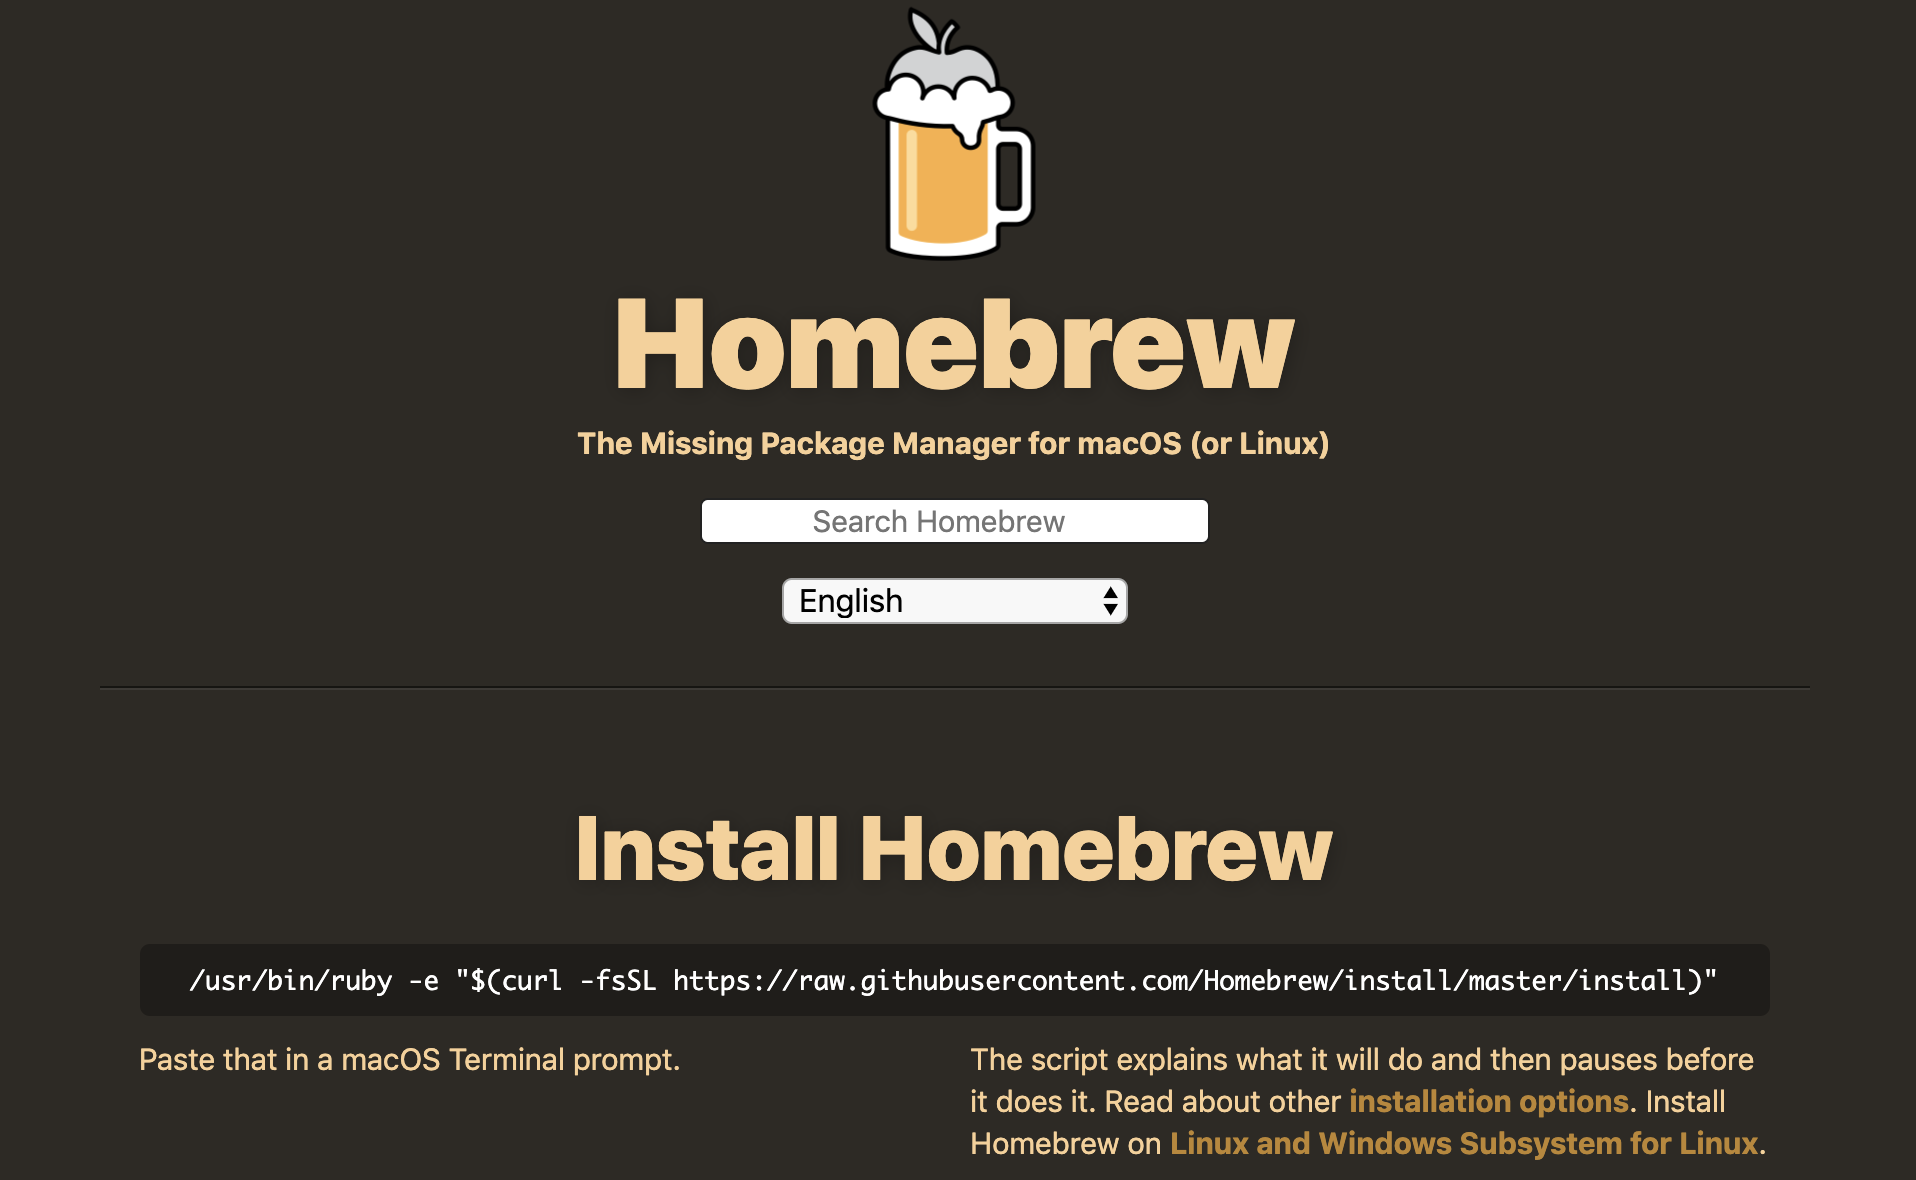 Homebrew
The Missing Package Manager for macOS (or Linux)
Search Homebrew
English
Install Homebrew
/usr/bin/ruby -e "$(curl -fsSL https://raw.githubusercontent.com/Homebrew/install/master/install)"
Paste that in a macOS Terminal prompt.
The script explains what it will do and then pauses before
it does it. Read about other installation options. Install
Homebrew on Linux and Windows Subsystem for Linux.